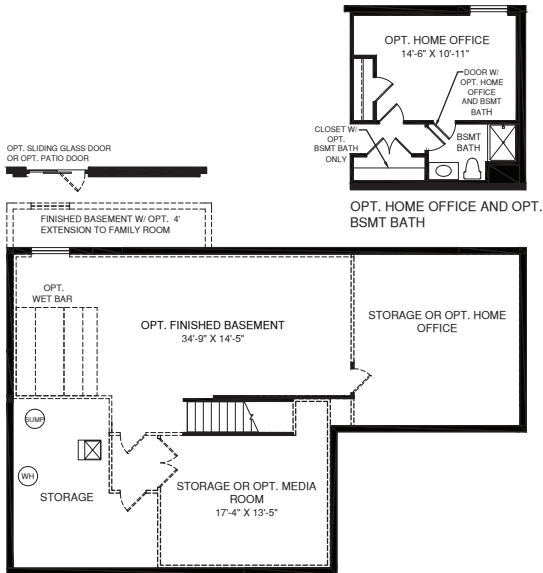 OPT. HOME OFFICE
14'-6" X 10'-11"
DOOR W/
OPT. HOME
OFFICE
AND BSMT
BATH
CLOSET W/
OPT.
BSMT BATH
ONLY
BSMT
BATH
OPT. HOME OFFICE AND OPT.
BSMT BATH
OPT. SLIDING GLASS DOOR
OR OPT. PATIO DOOR
FINISHED BASEMENT W/ OPT. 4'
EXTENSION TO FAMILY ROOM
OPT.
WET BAR
OPT. FINISHED BASEMENT
34'-9" X 14'-5"
STORAGE OR OPT. HOME
OFFICE
SUMP
WH
STORAGE
STORAGE OR OPT. MEDIA
ROOM
17'-4" X 13'-5"